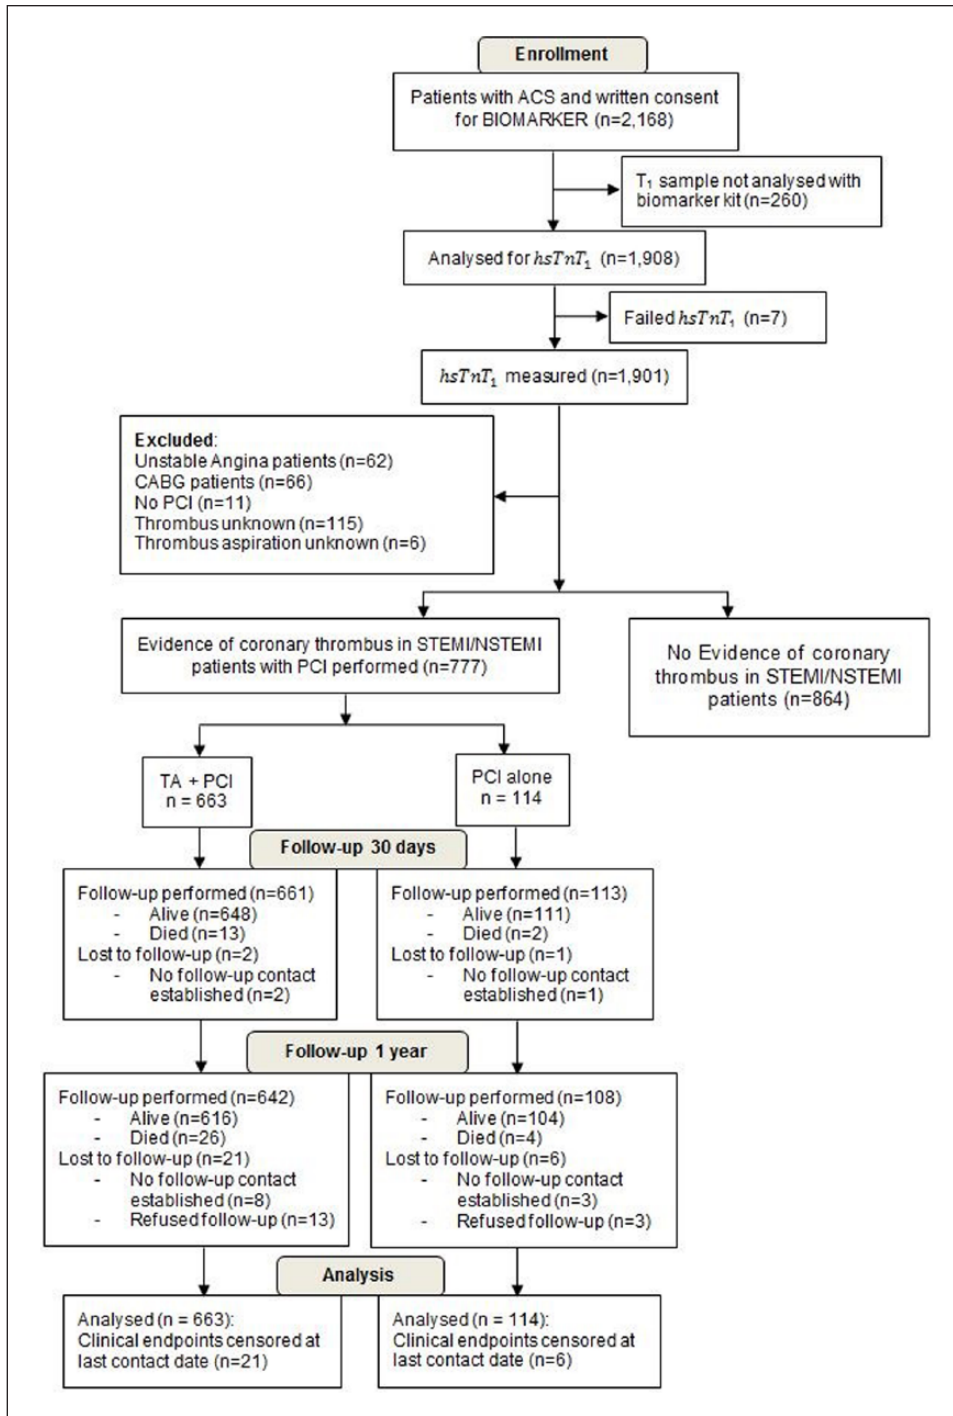 Enrollment
Patients with ACS and written consent
for BIOMARKER (n=2,168)
T₁ sample not analysed with
biomarker kit (n=260)
Analysed for hsTnT₁ (n=1,908)
Failed hsTnT₁ (n=7)
hsTnT₁ measured (n=1,901)
Excluded:
Unstable Angina patients (n=62)
CABG patients (n=66)
No PCI (n=11)
Thrombus unknown (n=115)
Thrombus aspiration unknown (n=6)
Evidence of coronary thrombus in STEMI/NSTEMI
patients with PCI performed (n=777)
No Evidence of coronary
thrombus in STEMI/NSTEMI
patients (n=864)
TA + PCI
n = 663
PCI alone
n = 114
Follow-up 30 days
Follow-up performed (n=661)
- Alive (n=648)
- Died (n=13)
Lost to follow-up (n=2)
- No follow-up contact
established (n=2)
Follow-up performed (n=113)
- Alive (n=111)
- Died (n=2)
Lost to follow-up (n=1)
- No follow-up contact
established (n=1)
Follow-up 1 year
Follow-up performed (n=642)
- Alive (n=616)
- Died (n=26)
Lost to follow-up (n=21)
- No follow-up contact
established (n=8)
- Refused follow-up (n=13)
Follow-up performed (n=108)
- Alive (n=104)
- Died (n=4)
Lost to follow-up (n=6)
- No follow-up contact
established (n=3)
- Refused follow-up (n=3)
Analysis
Analysed (n = 663):
Clinical endpoints censored at
last contact date (n=21)
Analysed (n = 114):
Clinical endpoints censored at
last contact date (n=6)